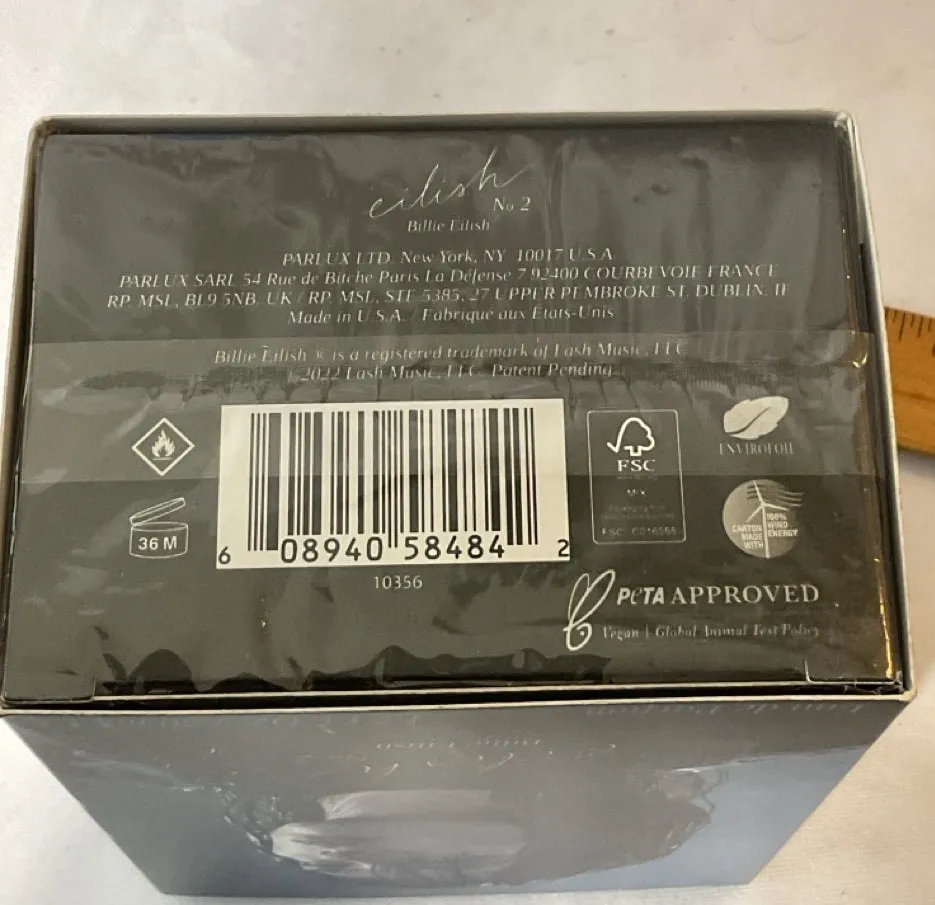 eilish
No 2
Billie Eilish
PARLUX LTD. New York, NY 10017 U.S.A
PARLUX SARL 54 Rue de Bitche Paris La Défense 7 92400 COURBEVOIE FRANCE
RP. MSL, BL9 5NB. UK / RP. MSL, STE 5385, 27 UPPER PEMBROKE ST. DUBLIN. IE
Made in U.S.A. / Fabriqué aux États-Unis
Billie Eilish ® is a registered trademark of Lash Music, LLC
2022 Lash Music, LLC. Patent Pending
36 M
6 08940 58484 2
10356
FSC
MIX
FSC C016955
ENVIROFOIL
CARTON MADE WITH 100% WIND ENERGY
PETA APPROVED
Vegan | Global Animal Test Policy